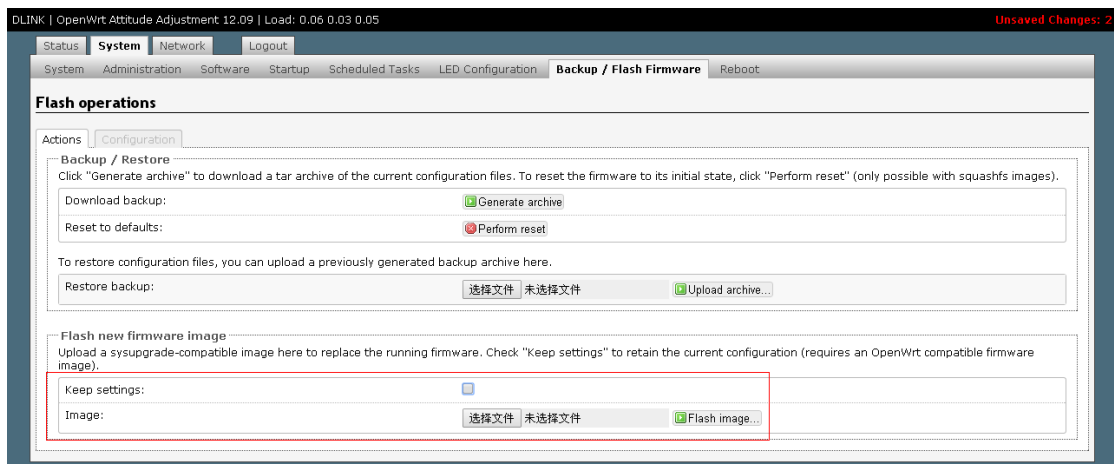 DLINK | OpenWrt Attitude Adjustment 12.09 | Load: 0.06 0.03 0.05 Unsaved Changes: 2
Status System Network Logout
System Administration Software Startup Scheduled Tasks LED Configuration Backup / Flash Firmware Reboot
Flash operations
Actions Configuration
Backup / Restore
Click "Generate archive" to download a tar archive of the current configuration files. To reset the firmware to its initial state, click "Perform reset" (only possible with squashfs images).
Download backup: Generate archive
Reset to defaults: Perform reset
To restore configuration files, you can upload a previously generated backup archive here.
Restore backup: 选择文件 未选择文件 Upload archive...
Flash new firmware image
Upload a sysupgrade-compatible image here to replace the running firmware. Check "Keep settings" to retain the current configuration (requires an OpenWrt compatible firmware
image).
Keep settings:
Image: 选择文件 未选择文件 Flash image...